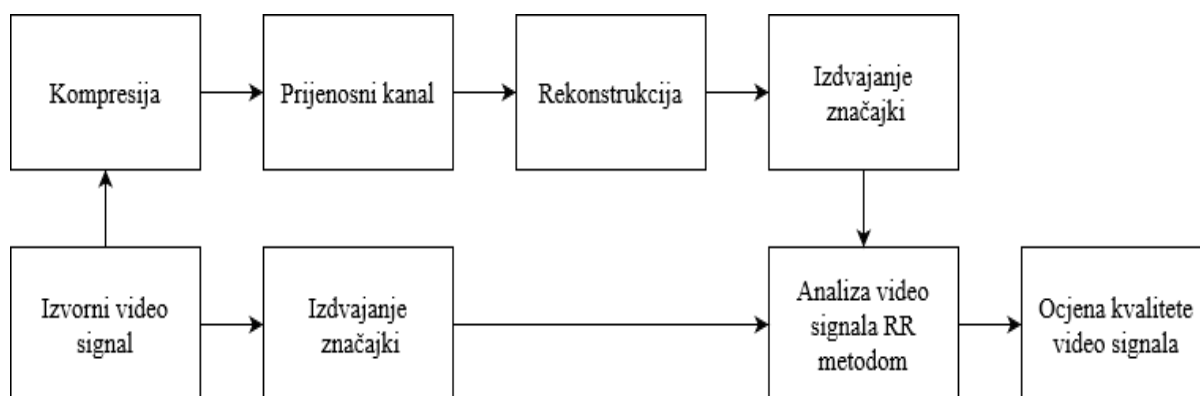 Kompresija
Prijenosni kanal
Rekonstrukcija
Izdvajanje
značajki
Izvorni video
signal
Izdvajanje
značajki
Analiza video
signala RR
metodom
Ocjena kvalitete
video signala